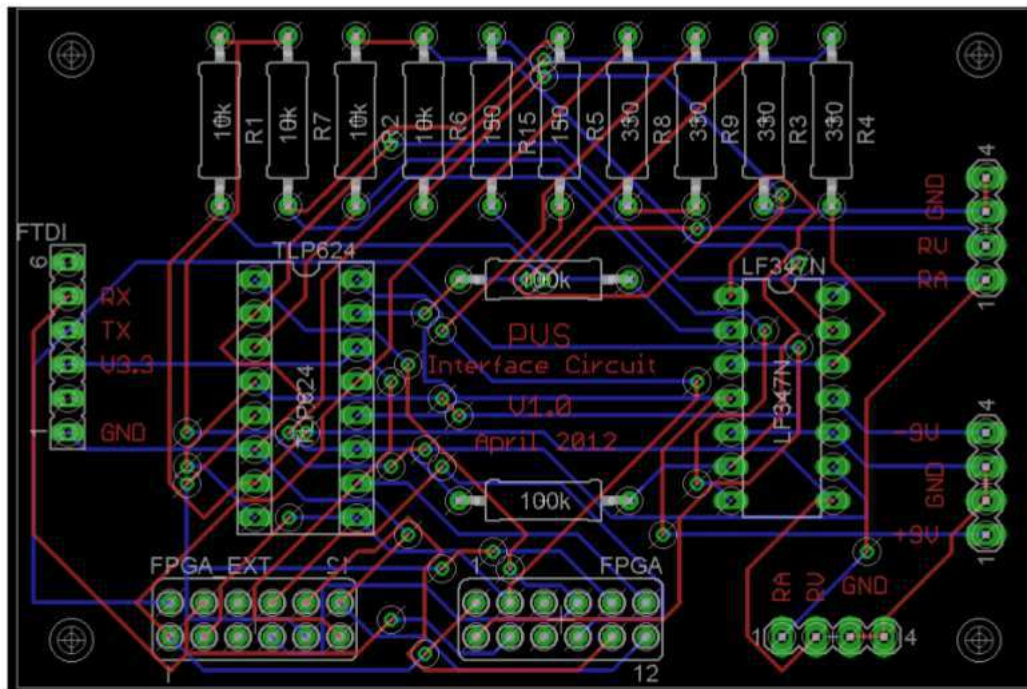 10k
R1
10k
R7
10k
R2
10k
R6
150
R15
150
R5
330
R8
330
R9
330
R3
330
R4
4
GND
RV
RA
1
FTDI
6
RX
TX
V3.3
GND
1
TLP624
TLP624
100k
LF347N
LF347N
PVS
Interface Circuit
V1.0
April 2012
100k
4
-9V
GND
+9V
1
FPGA_EXT
12
1
1
FPGA
12
RA
RV
GND
1
4